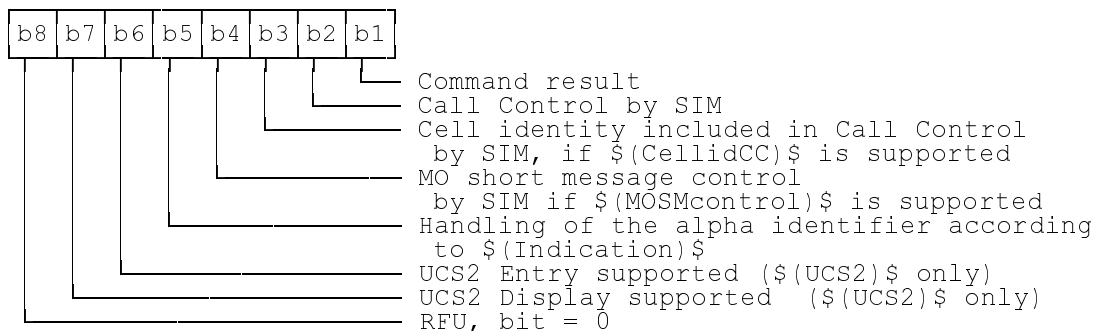 b8 b7 b6 b5 b4 b3 b2 b1
Command result
Call Control by SIM
Cell identity included in Call Control
by SIM, if $(CellidCC)$ is supported
MO short message control
by SIM if $(MOSMcontrol)$ is supported
Handling of the alpha identifier according
to $(Indication)$
UCS2 Entry supported ($(UCS2)$ only)
UCS2 Display supported ($(UCS2)$ only)
RFU, bit = 0